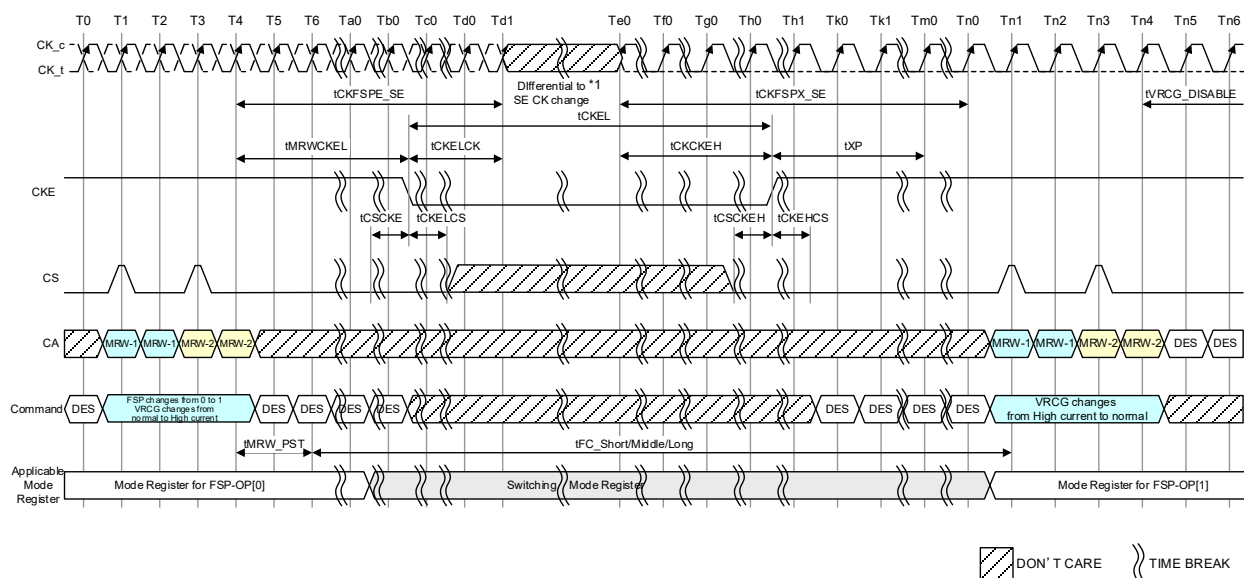 T0 T1 T2 T3 T4 T5 T6 Ta0 Tb0 Tc0 Td0 Td1 Te0 Tf0 Tg0 Th0 Th1 Tk0 Tk1 Tm0 Tn0 Tn1 Tn2 Tn3 Tn4 Tn5 Tn6
CK_c
CK_t
Differential to *1
SE CK change
tCKFSPE_SE
tCKFSPX_SE
tVRCG_DISABLE
tCKEL
tMRWCKEL
tCKELCK
tCKCKEH
tXP
CKE
tCSCKE
tCKELCS
tCSCKEH
tCKEHCS
CS
CA
MRW-1 MRW-1 MRW-2 MRW-2 MRW-1 MRW-1 MRW-2 MRW-2 DES DES
Command
DES
FSP changes from 0 to 1
VRCG changes from
normal to High current
DES DES DES DES DES DES DES DES
VRCG changes
from High current to normal
tMRW_PST
tFC_Short/Middle/Long
Applicable
Mode
Register
Mode Register for FSP-OP[0]
Switching Mode Register
Mode Register for FSP-OP[1]
DON'T CARE
TIME BREAK